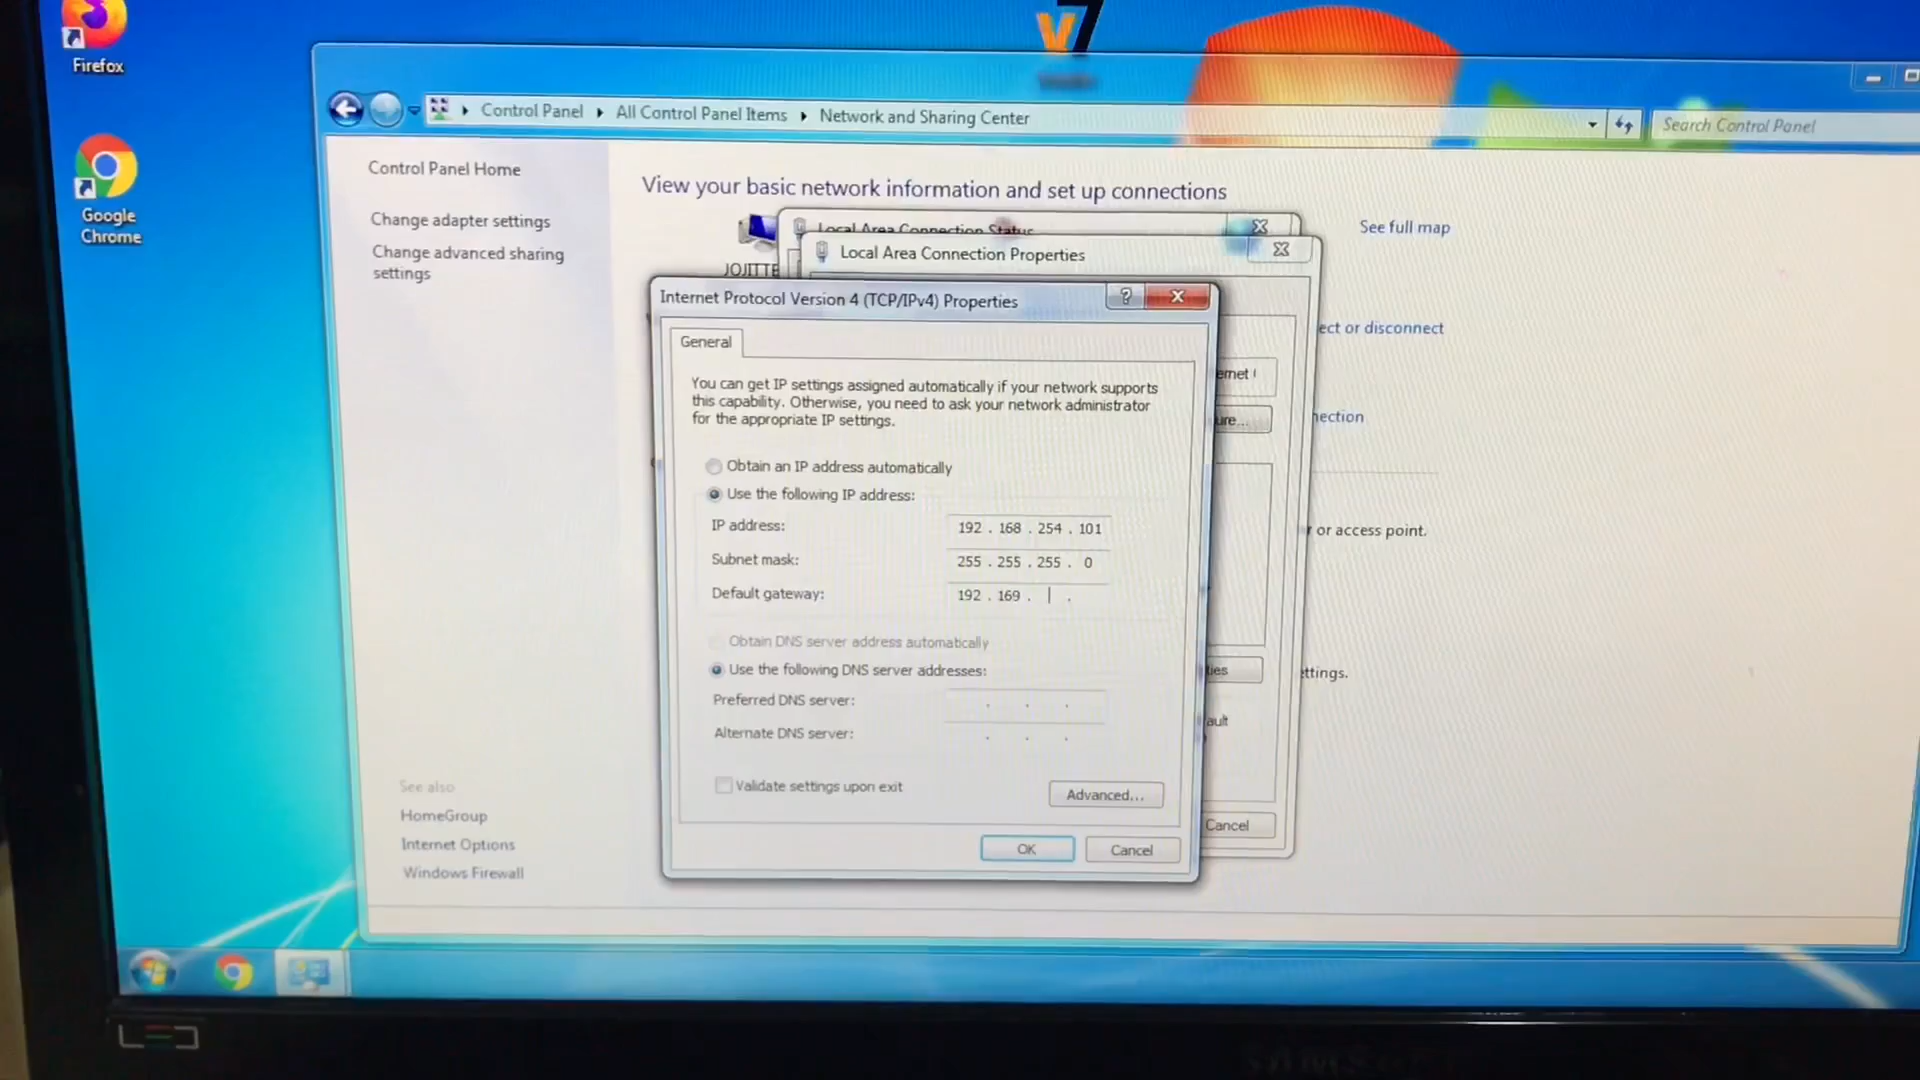 Firefox
Google
Chrome
v7
Control Panel
All Control Panel Items
Network and Sharing Center
Search Control Panel
Control Panel Home
Change adapter settings
Change advanced sharing
settings
View your basic network information and set up connections
See full map
Local Area Connection Status
Local Area Connection Properties
JOJITTE
Internet Protocol Version 4 (TCP/IPv4) Properties
?
General
You can get IP settings assigned automatically if your network supports
this capability. Otherwise, you need to ask your network administrator
for the appropriate IP settings.
Obtain an IP address automatically
Use the following IP address:
IP address:
192 . 168 . 254 . 101
Subnet mask:
255 . 255 . 255 . 0
Default gateway:
192 . 169 . .
Obtain DNS server address automatically
Use the following DNS server addresses:
Preferred DNS server:
. . .
Alternate DNS server:
. . .
Validate settings upon exit
Advanced...
OK
Cancel
ect or disconnect
ernet
ure...
nection
r or access point.
ties
ttings.
ault
Cancel
See also
HomeGroup
Internet Options
Windows Firewall